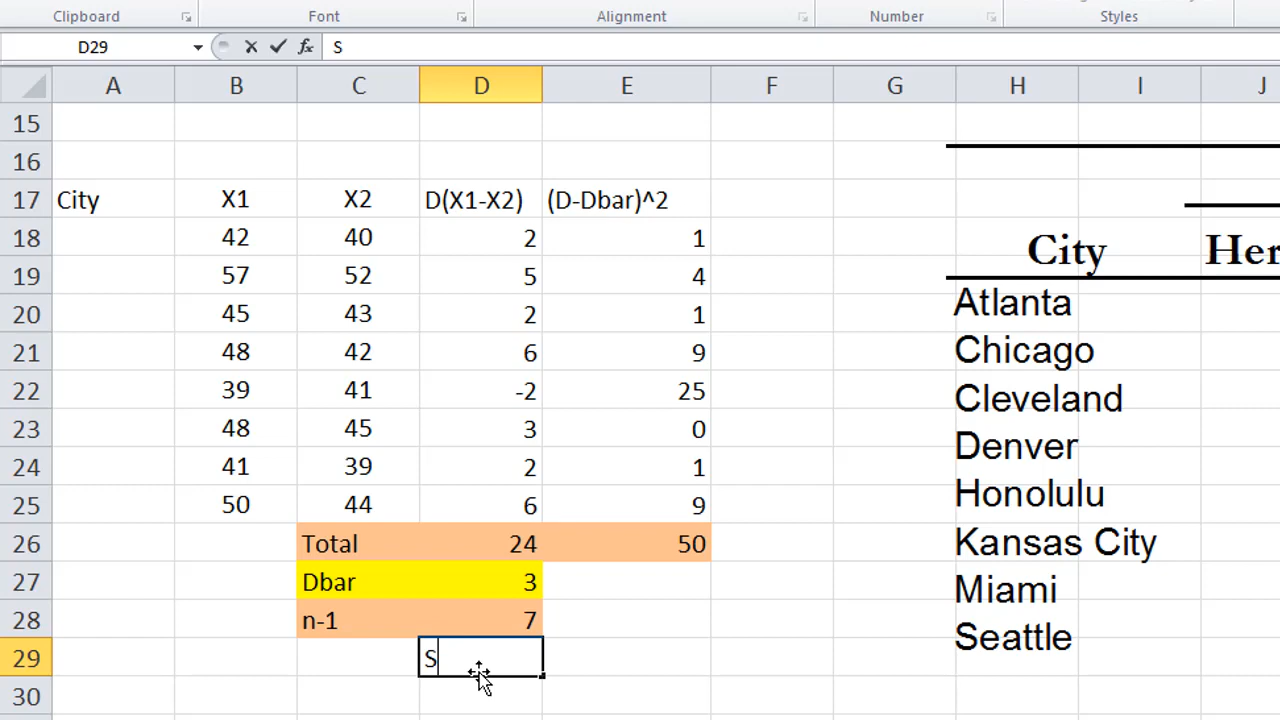 Clipboard Font Alignment Number Styles
D29 fx S
A B C D E F G H I J
15
16
17 City X1 X2 D(X1-X2) (D-Dbar)^2
18 42 40 2 1 City Her
19 57 52 5 4
20 45 43 2 1 Atlanta
21 48 42 6 9 Chicago
22 39 41 -2 25 Cleveland
23 48 45 3 0 Denver
24 41 39 2 1
25 50 44 6 9 Honolulu
26 Total 24 50 Kansas City
27 Dbar 3 Miami
28 n-1 7
29 S Seattle
30